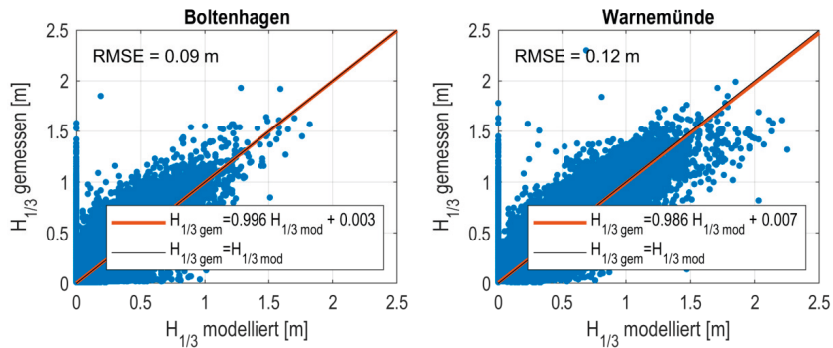 Boltenhagen
RMSE = 0.09 m
H1/3 gemessen [m]
2.5
2
1.5
1
0.5
0
H1/3 gem=0.996 H1/3 mod + 0.003
H1/3 gem=H1/3 mod
0 0.5 1 1.5 2 2.5
H1/3 modelliert [m]
Warnemünde
RMSE = 0.12 m
H1/3 gemessen [m]
2.5
2
1.5
1
0.5
0
H1/3 gem=0.986 H1/3 mod + 0.007
H1/3 gem=H1/3 mod
0 0.5 1 1.5 2 2.5
H1/3 modelliert [m]